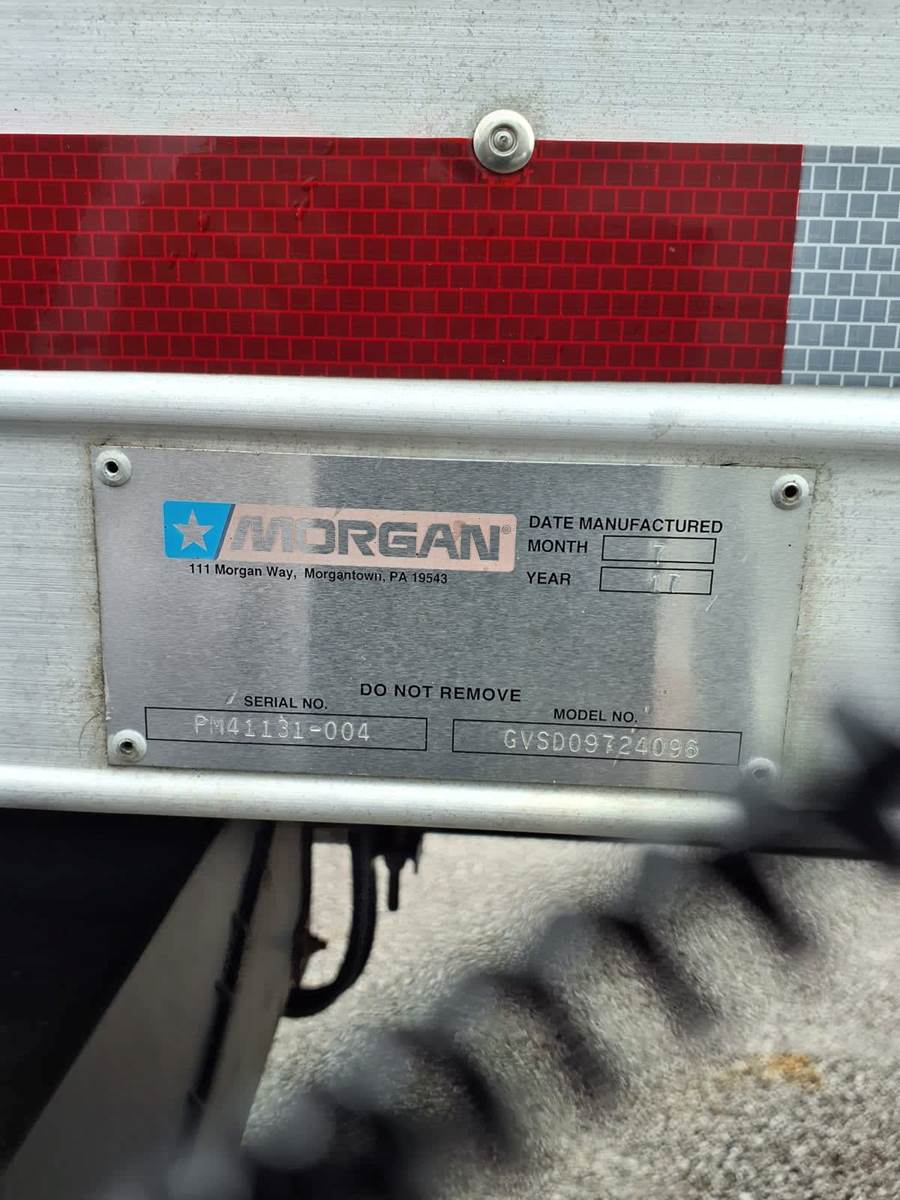 MORGAN®
111 Morgan Way, Morgantown, PA 19543
DATE MANUFACTURED
MONTH 7
YEAR 17
DO NOT REMOVE
SERIAL NO.
PM41131-004
MODEL NO.
GVSD09724096